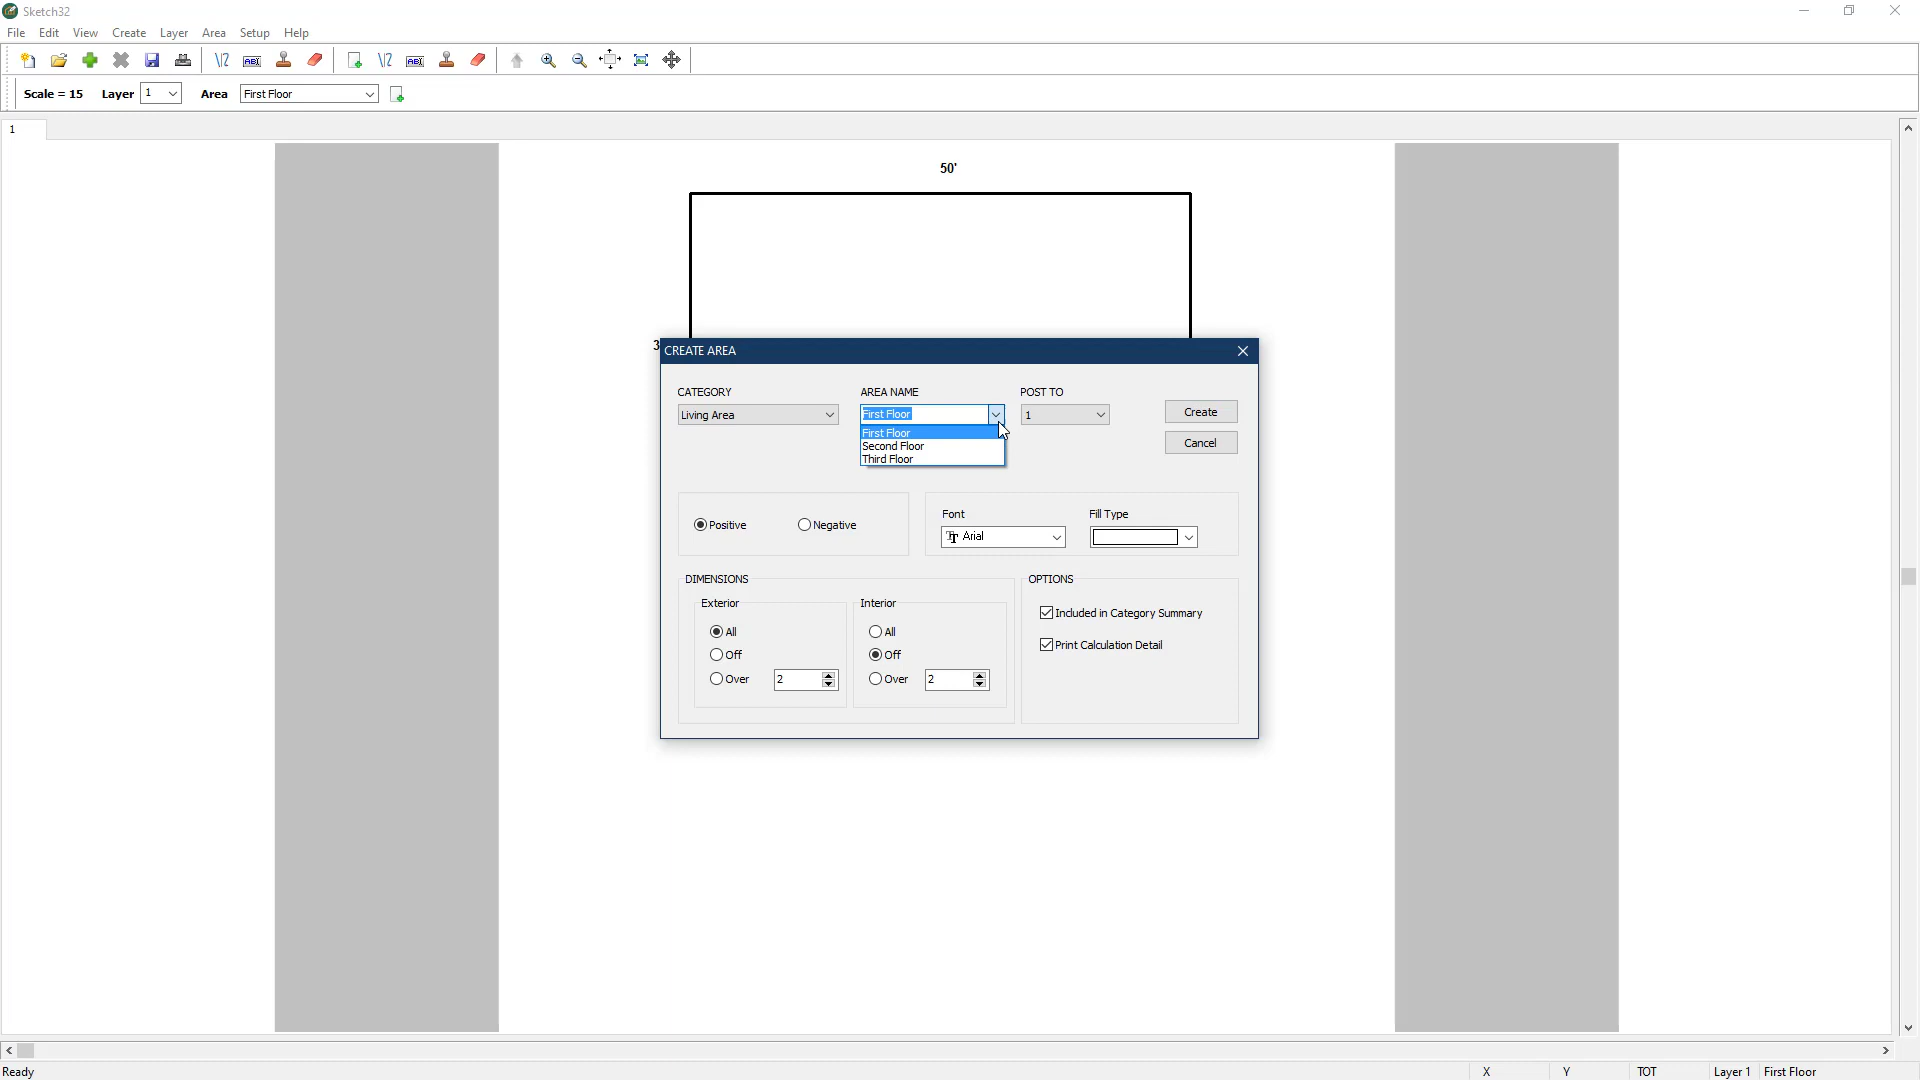 Sketch32
File Edit View Create Layer Area Setup Help
Scale = 15 Layer 1 Area First Floor
1
50'
3
CREATE AREA
CATEGORY AREA NAME POST TO
Living Area First Floor 1 Create
First Floor
Second Floor Cancel
Third Floor
Positive Negative
Font Fill Type
Arial
DIMENSIONS OPTIONS
Exterior Interior
Included in Category Summary
All All
Print Calculation Detail
Off Off
Over 2 Over 2
Ready X Y TOT Layer 1 First Floor